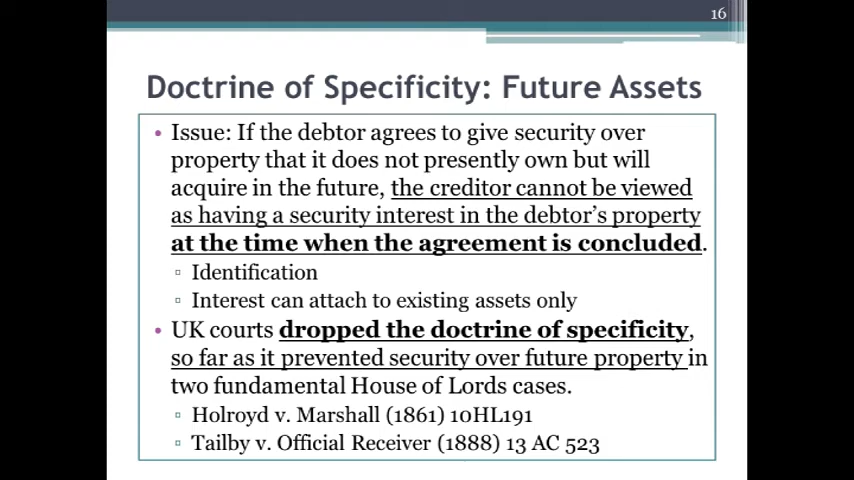 16
Doctrine of Specificity: Future Assets
• Issue: If the debtor agrees to give security over
property that it does not presently own but will
acquire in the future, the creditor cannot be viewed
as having a security interest in the debtor's property
at the time when the agreement is concluded.
▫ Identification
▫ Interest can attach to existing assets only
• UK courts dropped the doctrine of specificity,
so far as it prevented security over future property in
two fundamental House of Lords cases.
▫ Holroyd v. Marshall (1861) 10HL191
▫ Tailby v. Official Receiver (1888) 13 AC 523